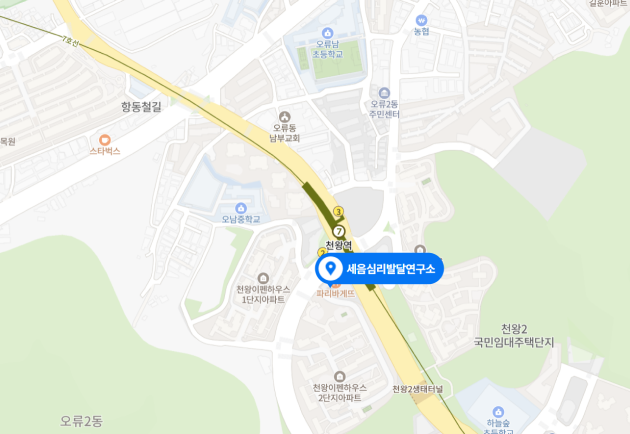 길훈아파트
농협
오류남
초등학교
7호선
오류2동
주민센터
항동철길
오류동
남부교회
목원
스타벅스
오남중학교
3
7
천왕역
2
세음심리발달연구소
파리바게뜨
천왕이펜하우스
1단지아파트
천왕2
국민임대주택단지
천왕이펜하우스
2단지아파트
천왕2생태터널
오류2동
하늘숲
초등학교